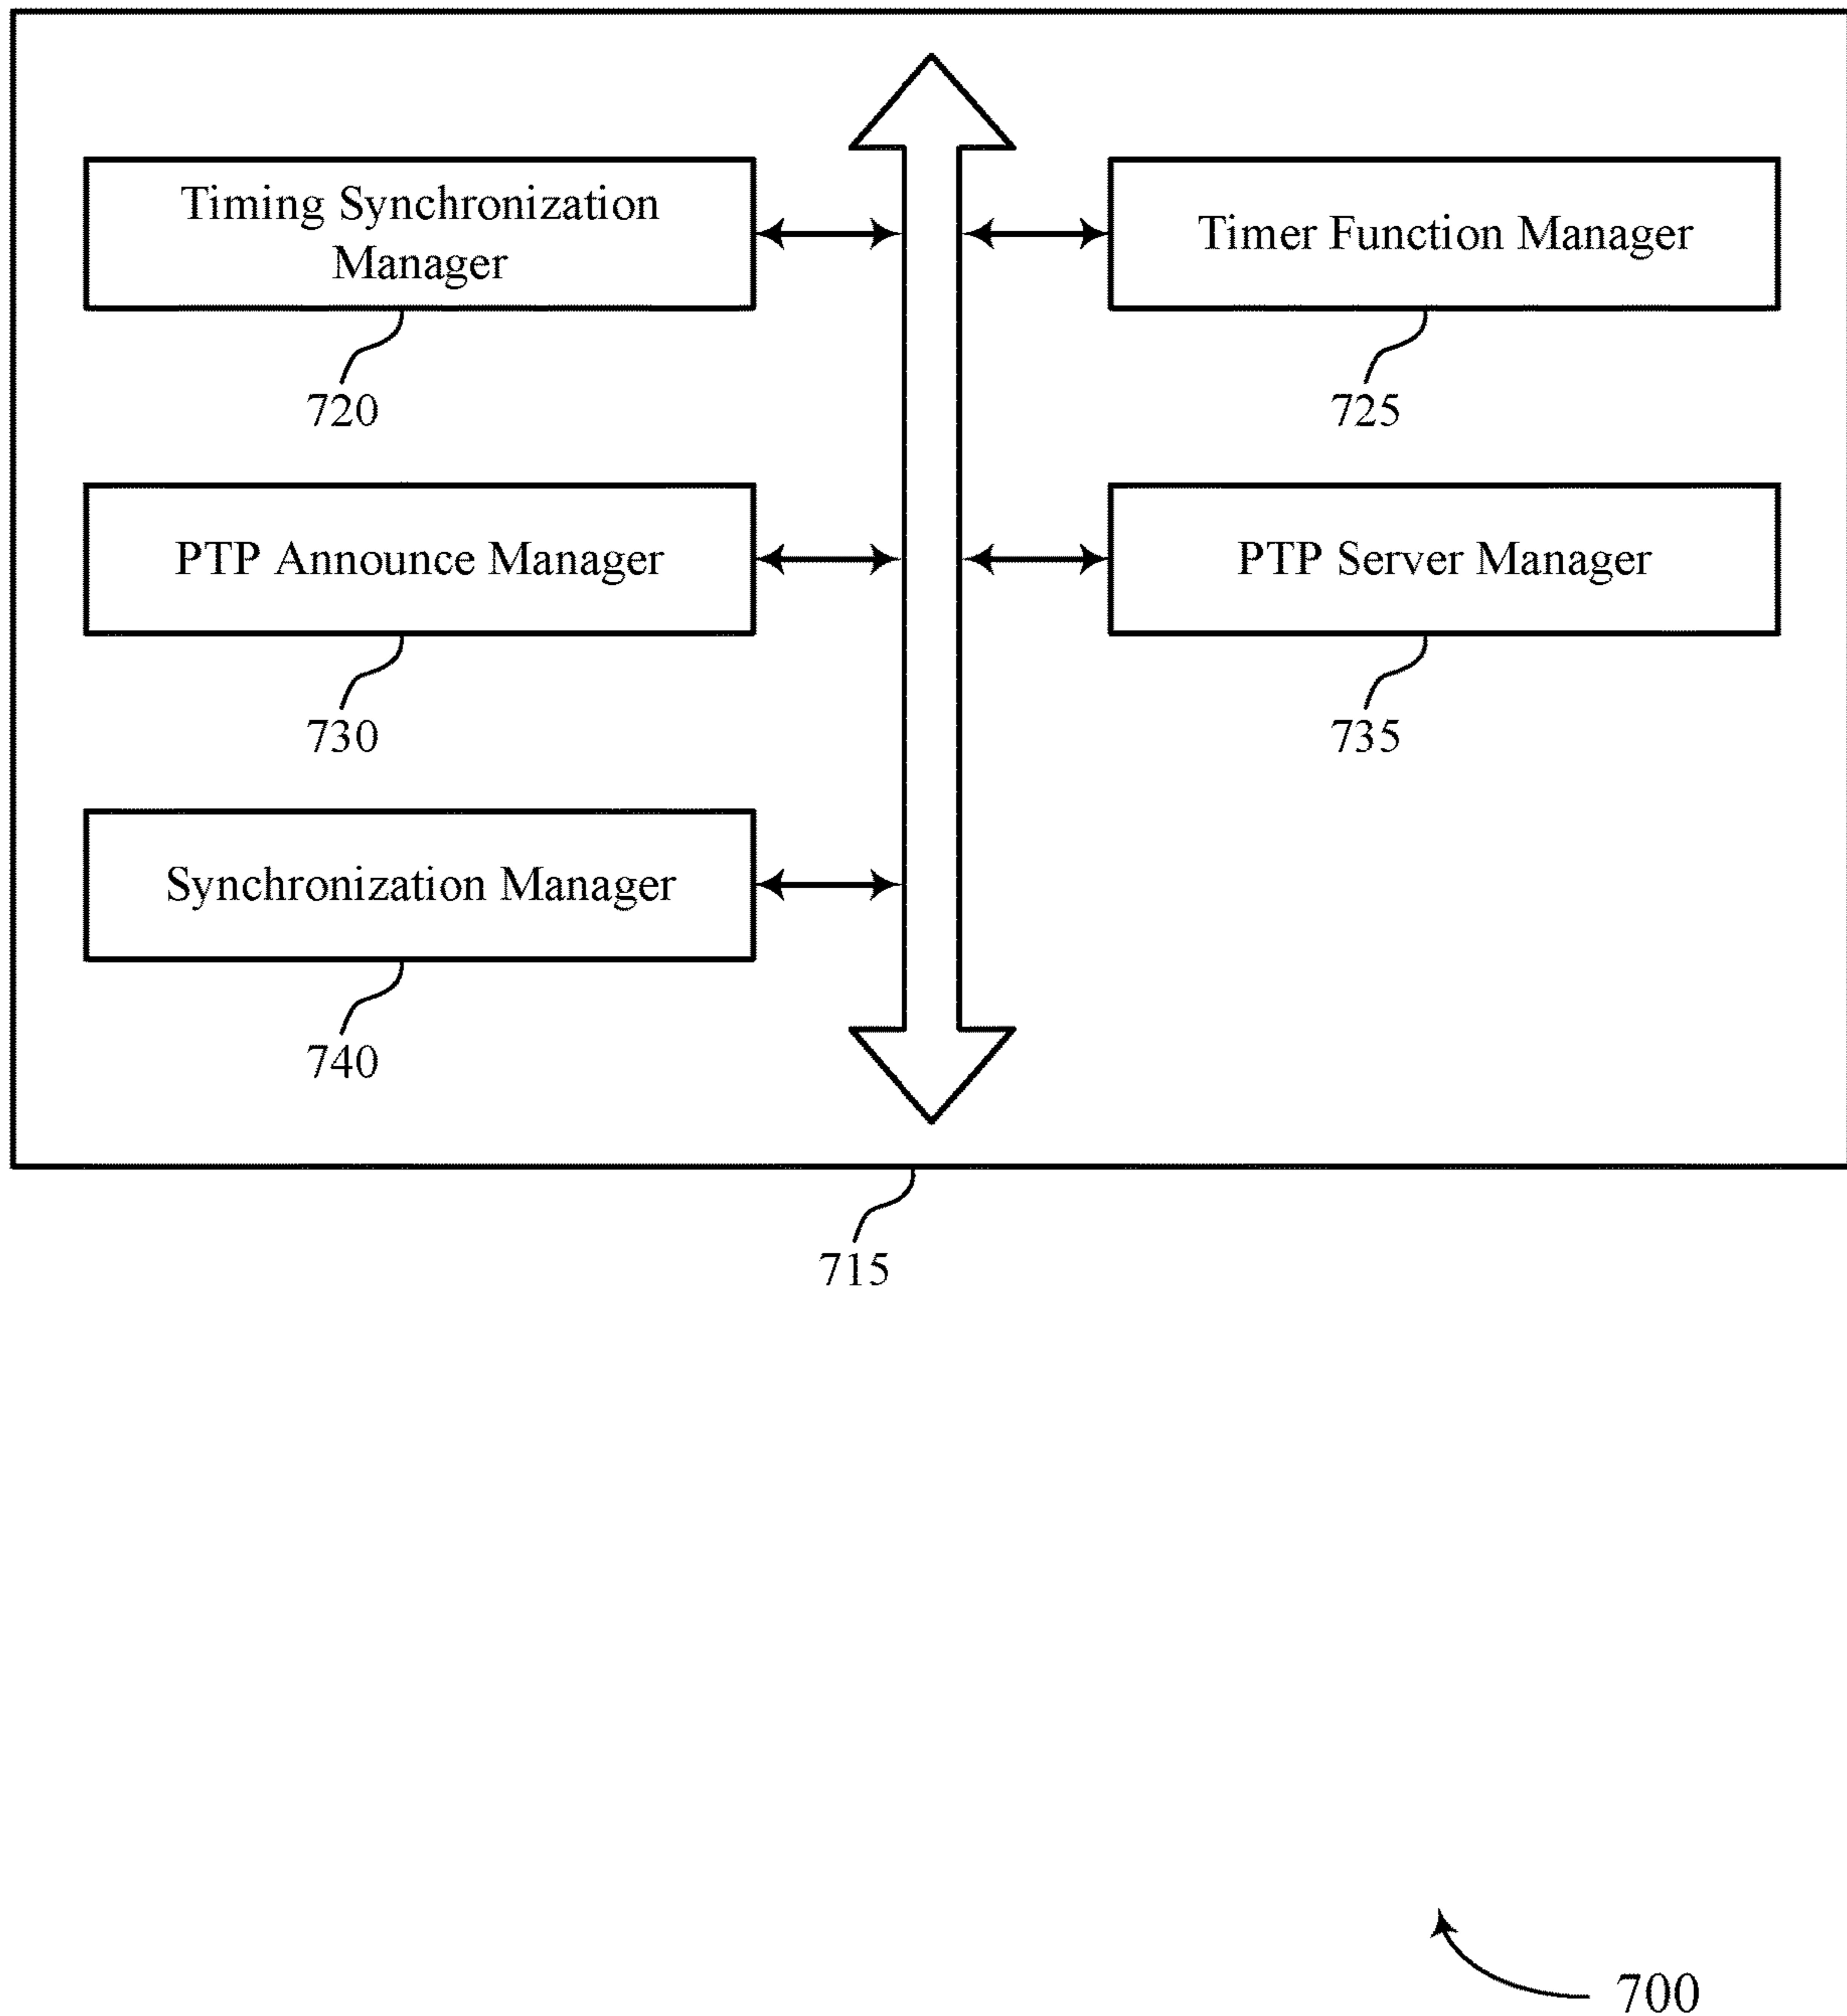 Timing Synchronization
Manager
720
Timer Function Manager
725
PTP Announce Manager
730
PTP Server Manager
735
Synchronization Manager
740
715
700